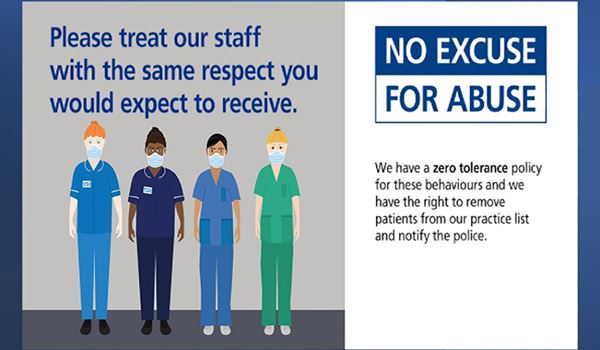 Please treat our staff
with the same respect you
would expect to receive.
NO EXCUSE
FOR ABUSE
We have a zero tolerance policy
for these behaviours and we
have the right to remove
patients from our practice list
and notify the police.